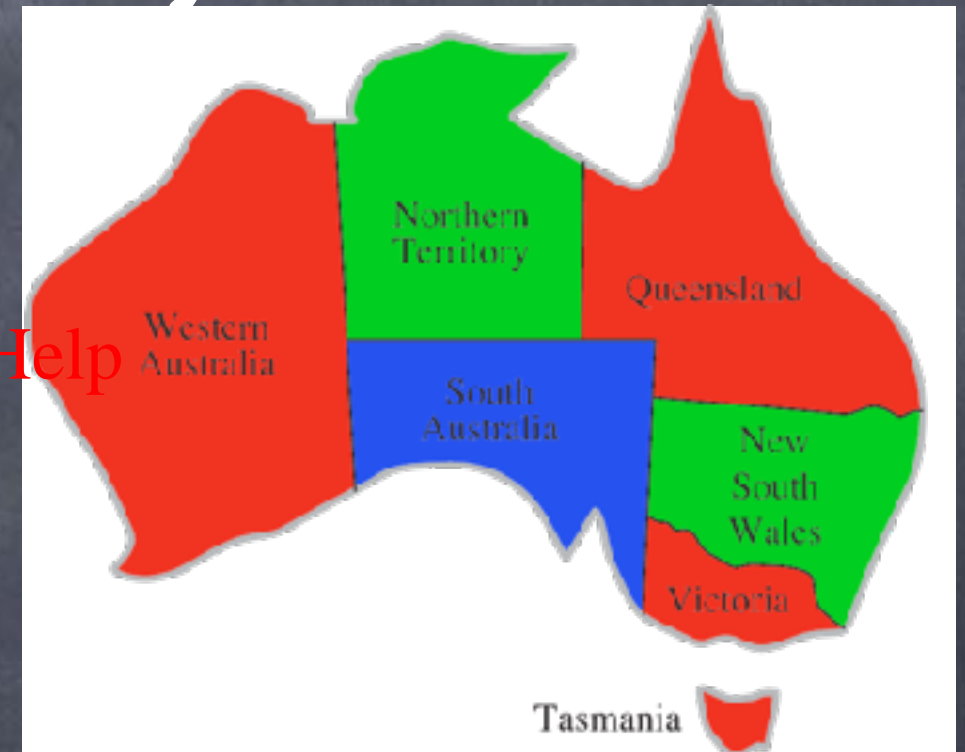 Northern
Territory
Queensland
Western
Australia
Help
South
Australia
New
South
Wales
Victoria
Tasmania